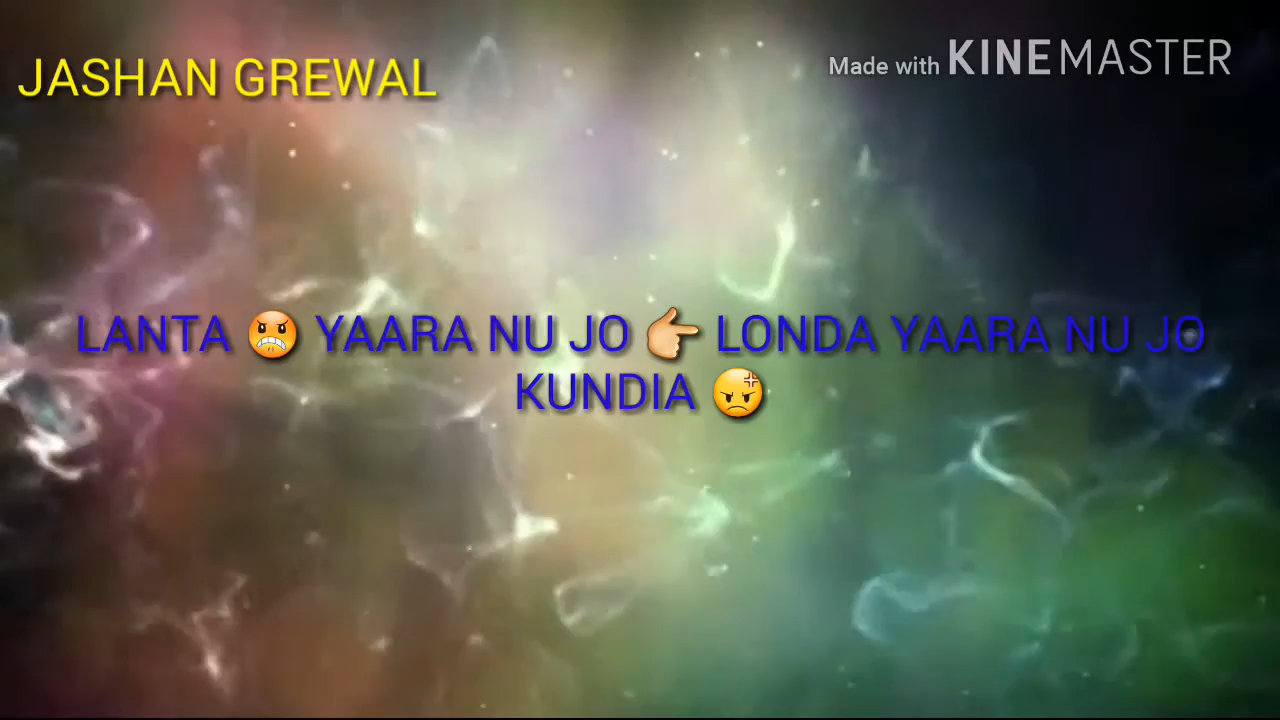 JASHAN GREWAL
Made with KINEMASTER
LANTA 😠 YAARA NU JO 👉 LONDA YAARA NU JO
KUNDIA 😡